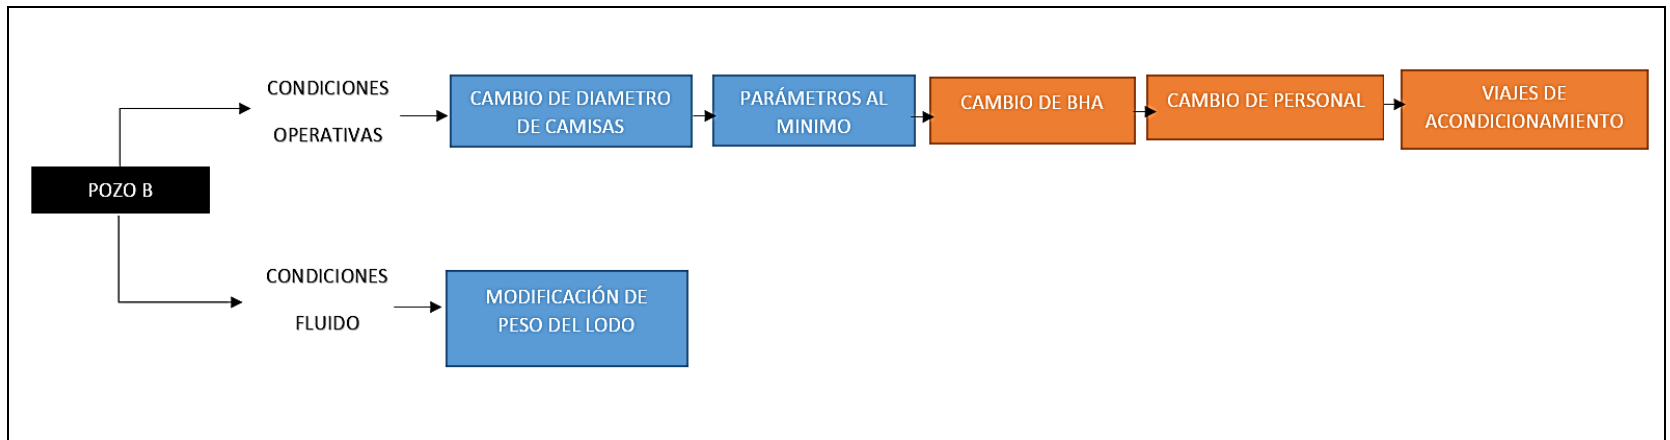 CONDICIONES
OPERATIVAS
CAMBIO DE DIAMETRO
DE CAMISAS
PARÁMETROS AL
MINIMO
CAMBIO DE BHA
CAMBIO DE PERSONAL
VIAJES DE
ACONDICIONAMIENTO
POZO B
CONDICIONES
FLUIDO
MODIFICACIÓN DE
PESO DEL LODO